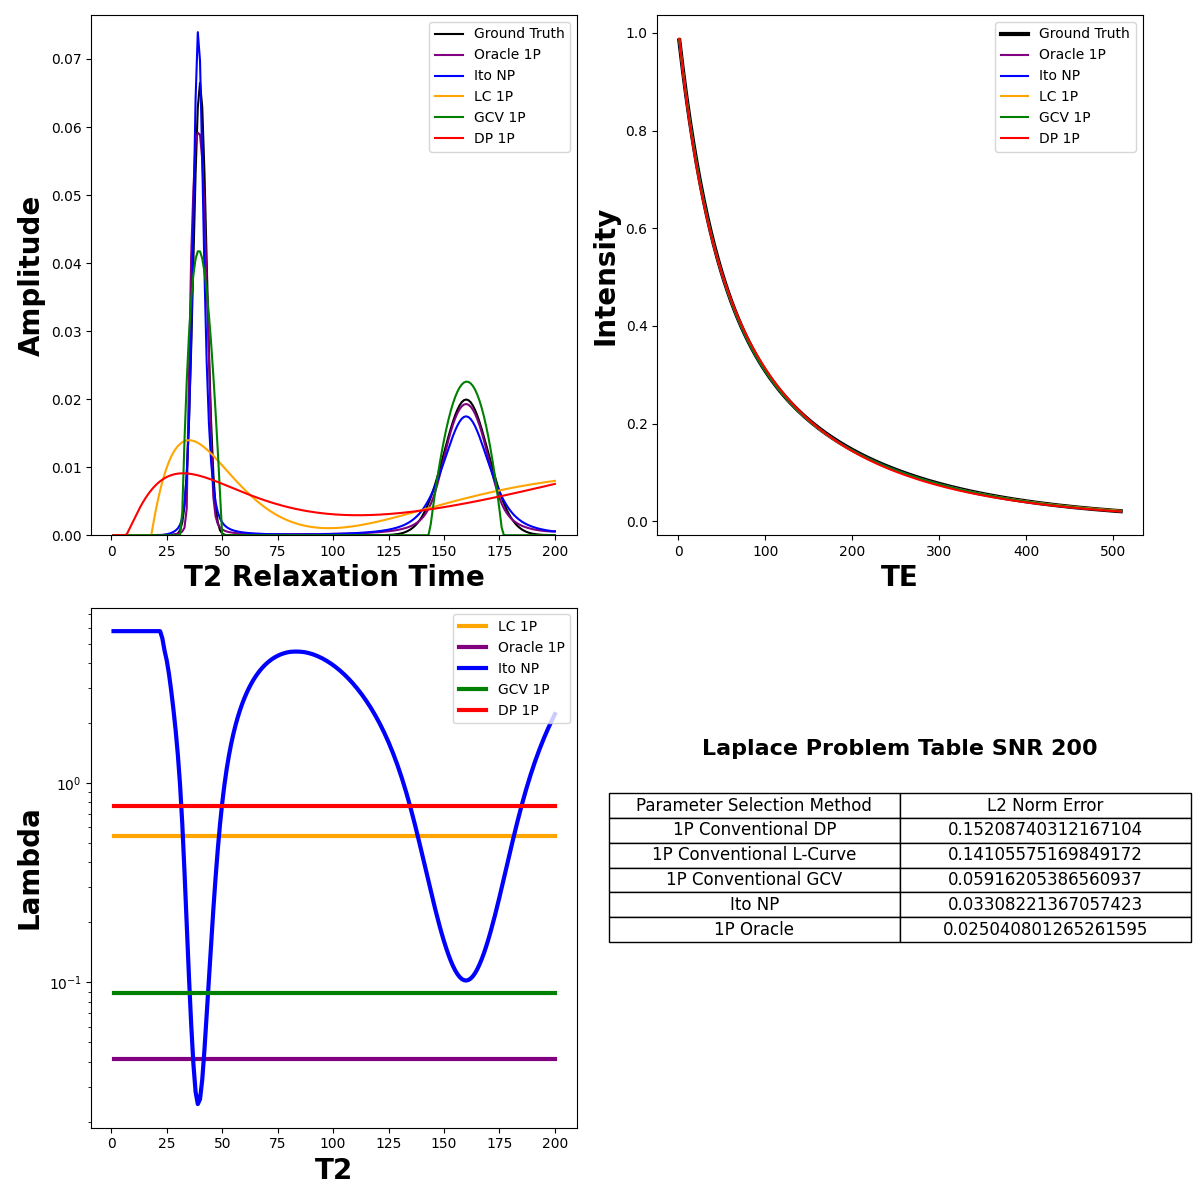 Ground Truth
Oracle 1P
Ito NP
LC 1P
GCV 1P
DP 1P
0.07
0.06
0.05
0.04
0.03
0.02
0.01
0.00
Amplitude
0 25 50 75 100 125 150 175 200
T2 Relaxation Time
Ground Truth
Oracle 1P
Ito NP
LC 1P
GCV 1P
DP 1P
1.0
0.8
0.6
0.4
0.2
0.0
Intensity
0 100 200 300 400 500
TE
LC 1P
Oracle 1P
Ito NP
GCV 1P
DP 1P
10⁰
10⁻¹
Lambda
0 25 50 75 100 125 150 175 200
T2
Laplace Problem Table SNR 200
Parameter Selection Method L2 Norm Error
1P Conventional DP 0.15208740312167104
1P Conventional L-Curve 0.14105575169849172
1P Conventional GCV 0.05916205386560937
Ito NP 0.03308221367057423
1P Oracle 0.025040801265261595